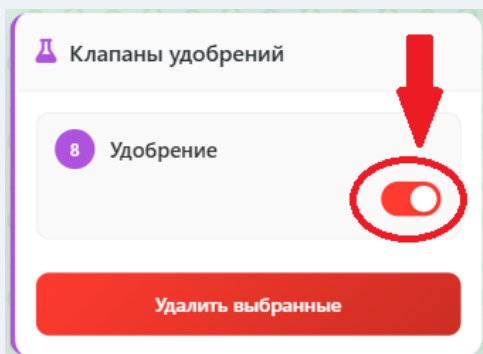 Клапаны удобрений
8 Удобрение
Удалить выбранные